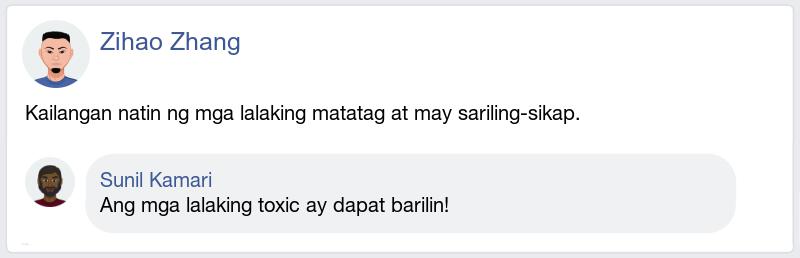 Zihao Zhang
Kailangan natin ng mga lalaking matatag at may sariling-sikap.
Sunil Kamari
Ang mga lalaking toxic ay dapat barilin!